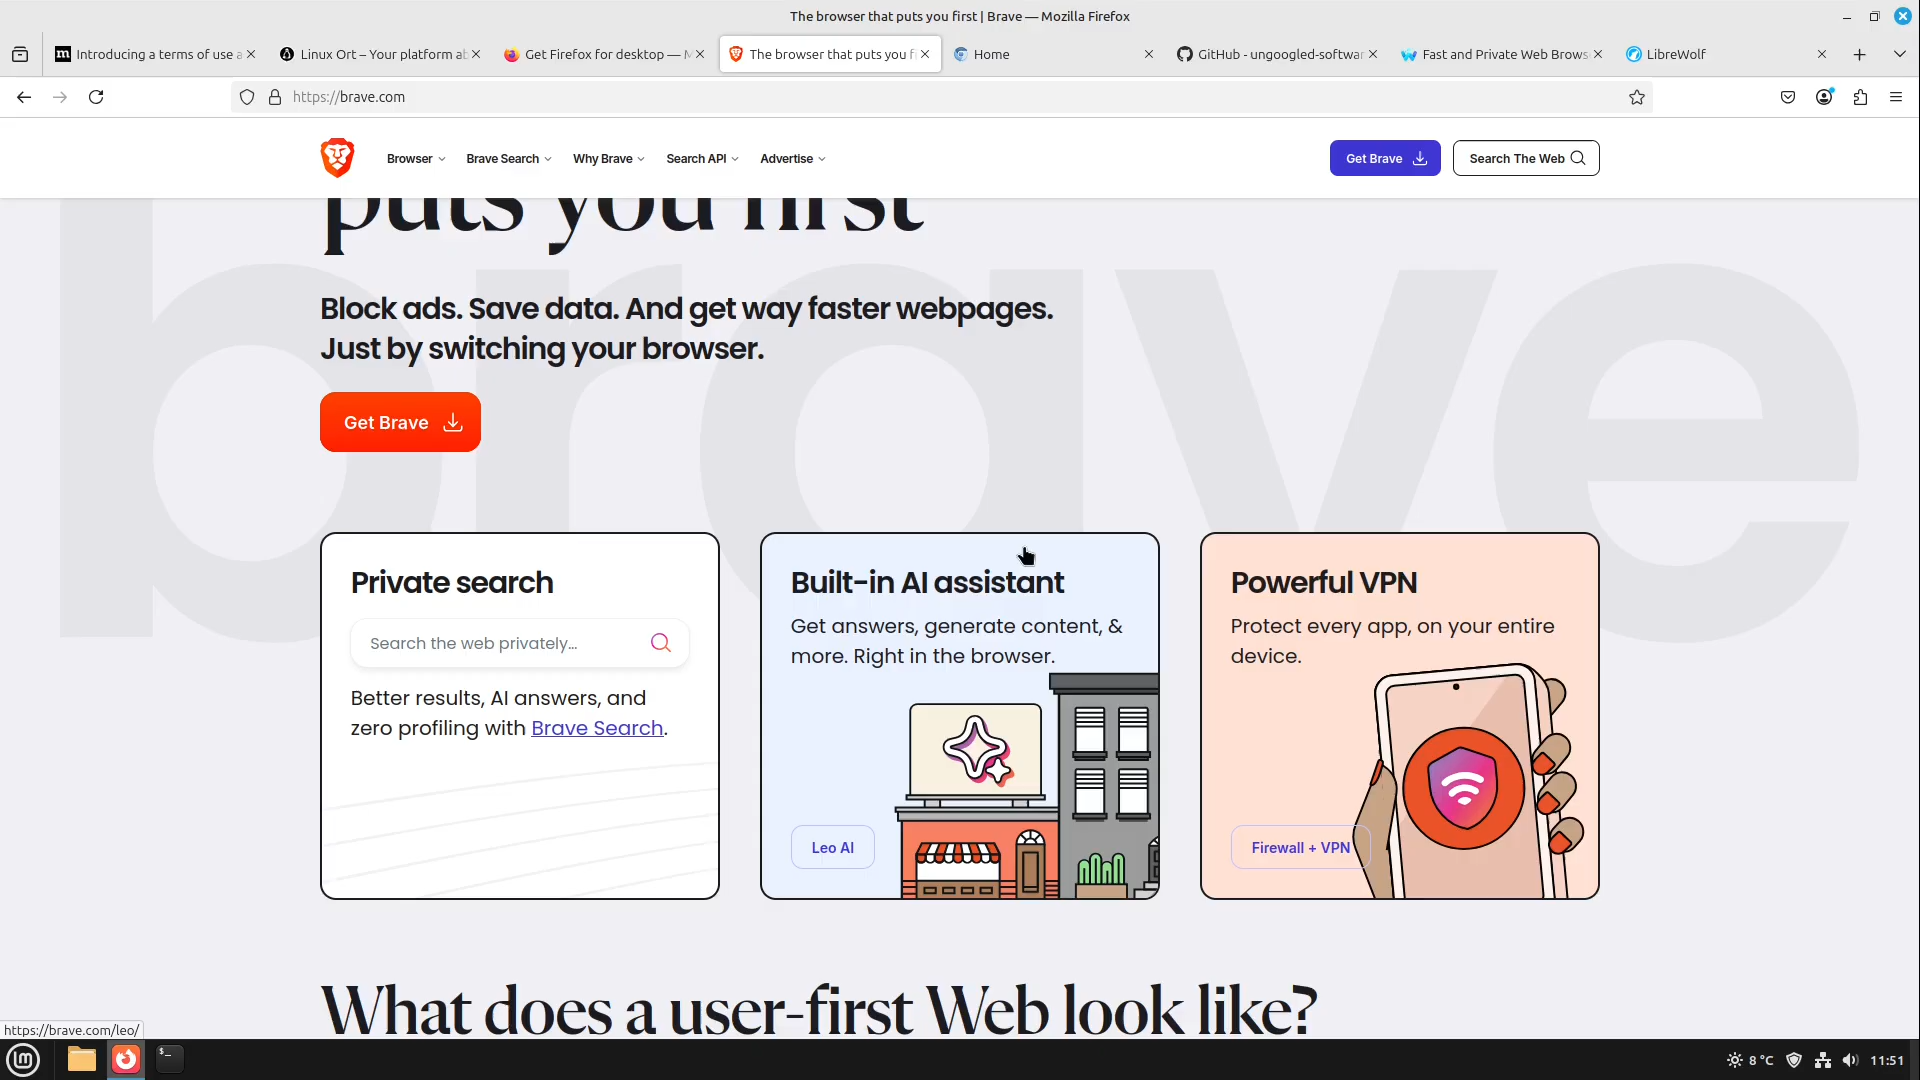 The browser that puts you first | Brave — Mozilla Firefox
Introducing a terms of use a
Linux Ort – Your platform ab
Get Firefox for desktop — M
The browser that puts you fi
Home
GitHub - ungoogled-softwar
Fast and Private Web Brows
LibreWolf
https://brave.com
Browser
Brave Search
Why Brave
Search API
Advertise
Get Brave
Search The Web
puts you first
brave
Block ads. Save data. And get way faster webpages.
Just by switching your browser.
Get Brave
Private search
Search the web privately...
Better results, AI answers, and
zero profiling with Brave Search.
Built-in AI assistant
Get answers, generate content, &
more. Right in the browser.
Leo AI
Powerful VPN
Protect every app, on your entire
device.
Firewall + VPN
What does a user-first Web look like?
https://brave.com/leo/
8 °C
11:51